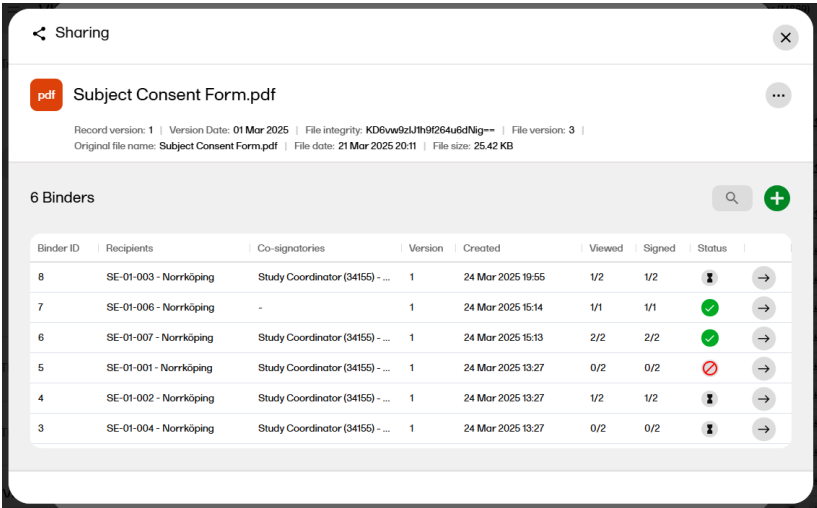 Sharing
pdf
Subject Consent Form.pdf
Record version: 1 | Version Date: 01 Mar 2025 | File integrity: KD6vw9zlJ1h9f264u6dNig== | File version: 3 |
Original file name: Subject Consent Form.pdf | File date: 21 Mar 2025 20:11 | File size: 25.42 KB
6 Binders
Binder ID Recipients Co-signatories Version Created Viewed Signed Status
8 SE-01-003 - Norrköping Study Coordinator (34155) - ... 1 24 Mar 2025 19:55 1/2 1/2
7 SE-01-006 - Norrköping - 1 24 Mar 2025 15:14 1/1 1/1
6 SE-01-007 - Norrköping Study Coordinator (34155) - ... 1 24 Mar 2025 15:13 2/2 2/2
5 SE-01-001 - Norrköping Study Coordinator (34155) - ... 1 24 Mar 2025 13:27 0/2 0/2
4 SE-01-002 - Norrköping Study Coordinator (34155) - ... 1 24 Mar 2025 13:27 1/2 1/2
3 SE-01-004 - Norrköping Study Coordinator (34155) - ... 1 24 Mar 2025 13:27 0/2 0/2